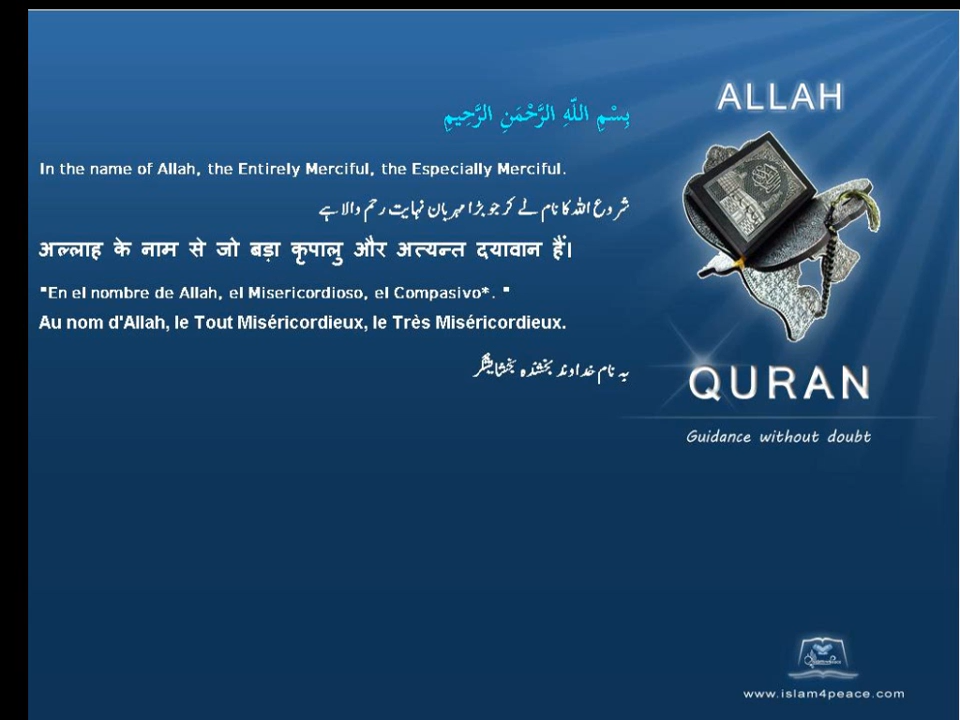 بِسْمِ اللَّهِ الرَّحْمَنِ الرَّحِيمِ
In the name of Allah, the Entirely Merciful, the Especially Merciful.
شروع الله کا نام لے کر جو بڑا مہربان نہایت رحم والا ہے
अल्लाह के नाम से जो बड़ा कृपालु और अत्यन्त दयावान हैं।
"En el nombre de Allah, el Misericordioso, el Compasivo*. "
Au nom d'Allah, le Tout Miséricordieux, le Très Miséricordieux.
به نام خداوند بخشنده بخشایشگر
ALLAH
QURAN
Guidance without doubt
www.islam4peace.com